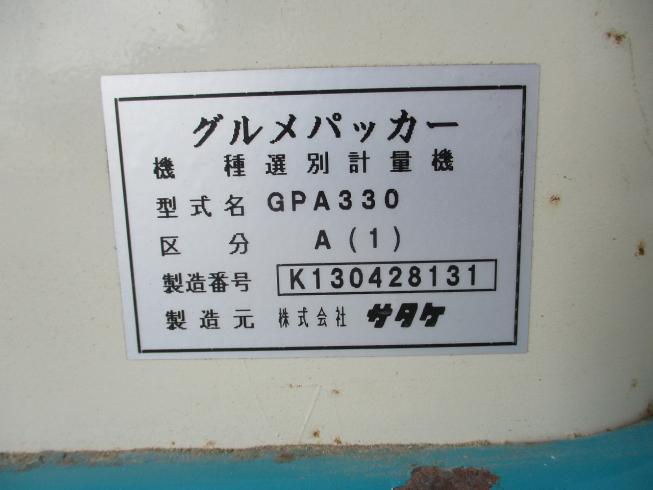 グルメパッカー
機種 選別計量機
型式名 GPA330
区分 A(1)
製造番号 K130428131
製造元 株式会社 サタケ